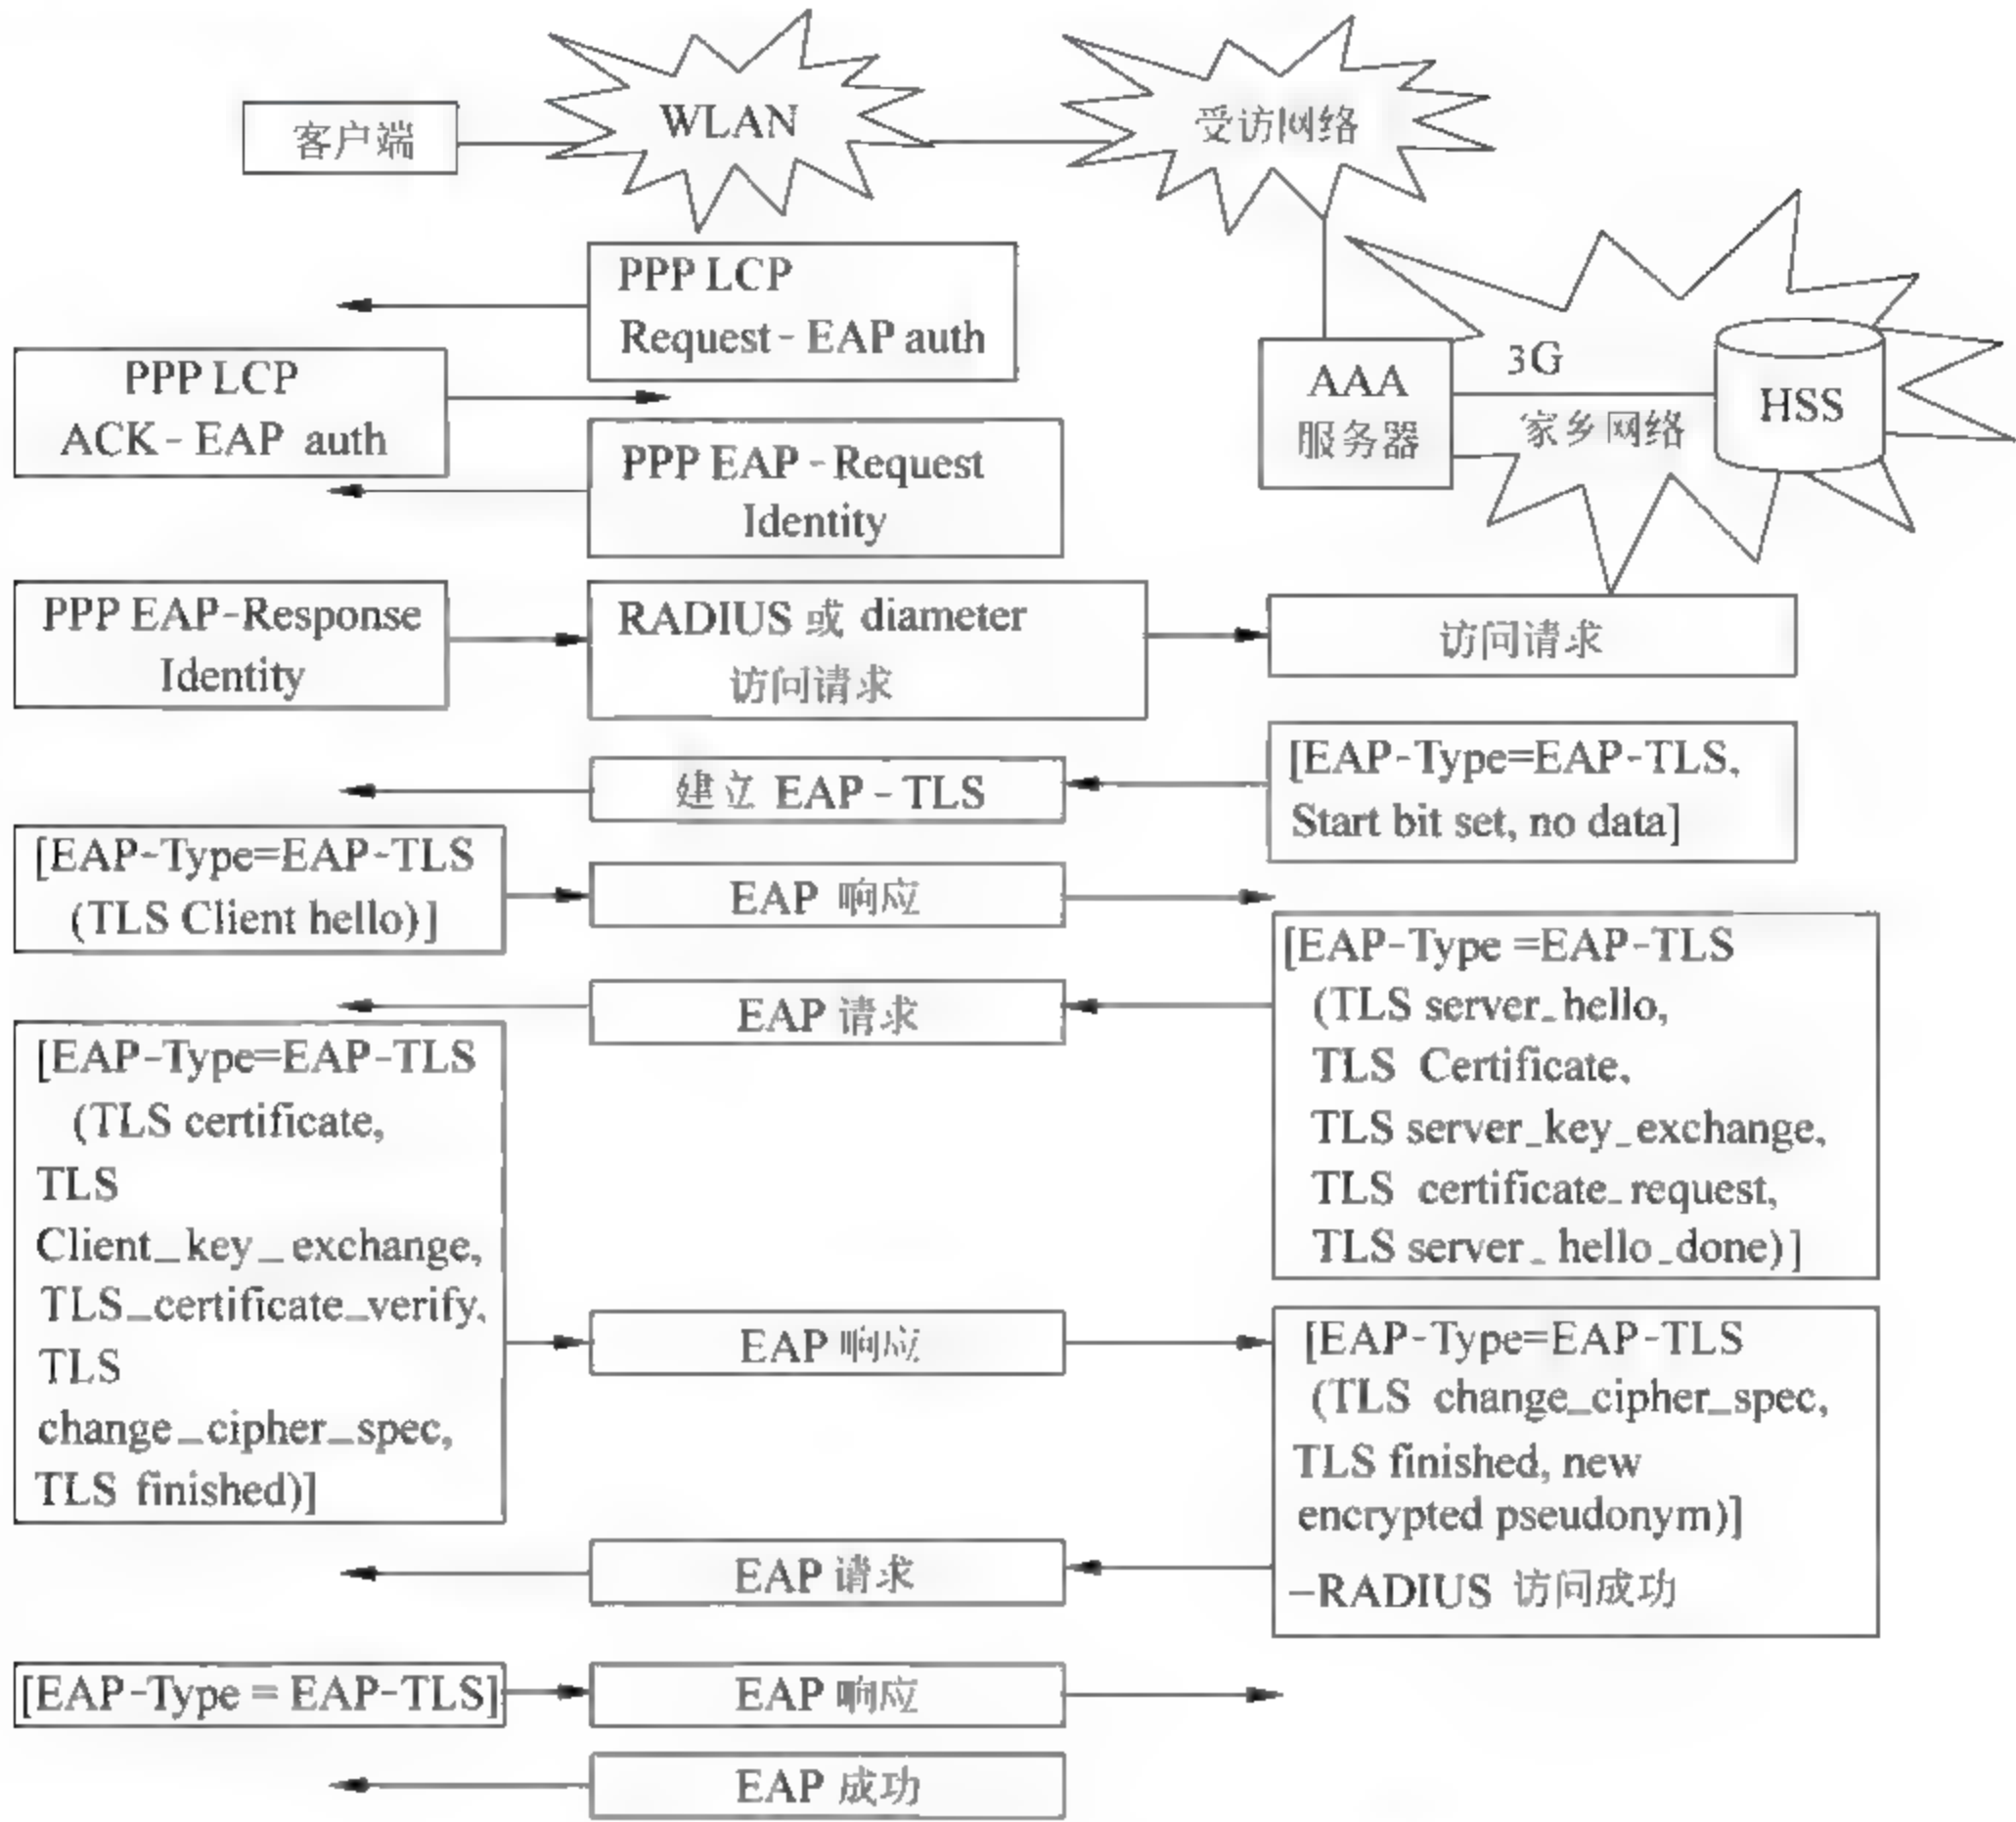 客户端
WLAN
受访网络
PPP LCP
Request-EAP auth
PPP LCP
ACK-EAP auth
AAA
服务器
3G
家乡网络
HSS
PPP EAP-Request
Identity
PPP EAP-Response
Identity
RADIUS 或 diameter
访问请求
访问请求
[EAP-Type=EAP-TLS,
Start bit set, no data]
建立 EAP-TLS
[EAP-Type=EAP-TLS
(TLS Client hello)]
EAP 响应
[EAP-Type =EAP-TLS
(TLS server_hello,
TLS Certificate,
TLS server_key_exchange,
TLS certificate_request,
TLS server_hello_done)]
EAP 请求
[EAP-Type=EAP-TLS
(TLS certificate,
TLS
Client_key_exchange,
TLS_certificate_verify,
TLS
change_cipher_spec,
TLS finished)]
EAP 响应
[EAP-Type=EAP-TLS
(TLS change_cipher_spec,
TLS finished, new
encrypted pseudonym)]
-RADIUS 访问成功
EAP 请求
[EAP-Type = EAP-TLS]
EAP 响应
EAP 成功